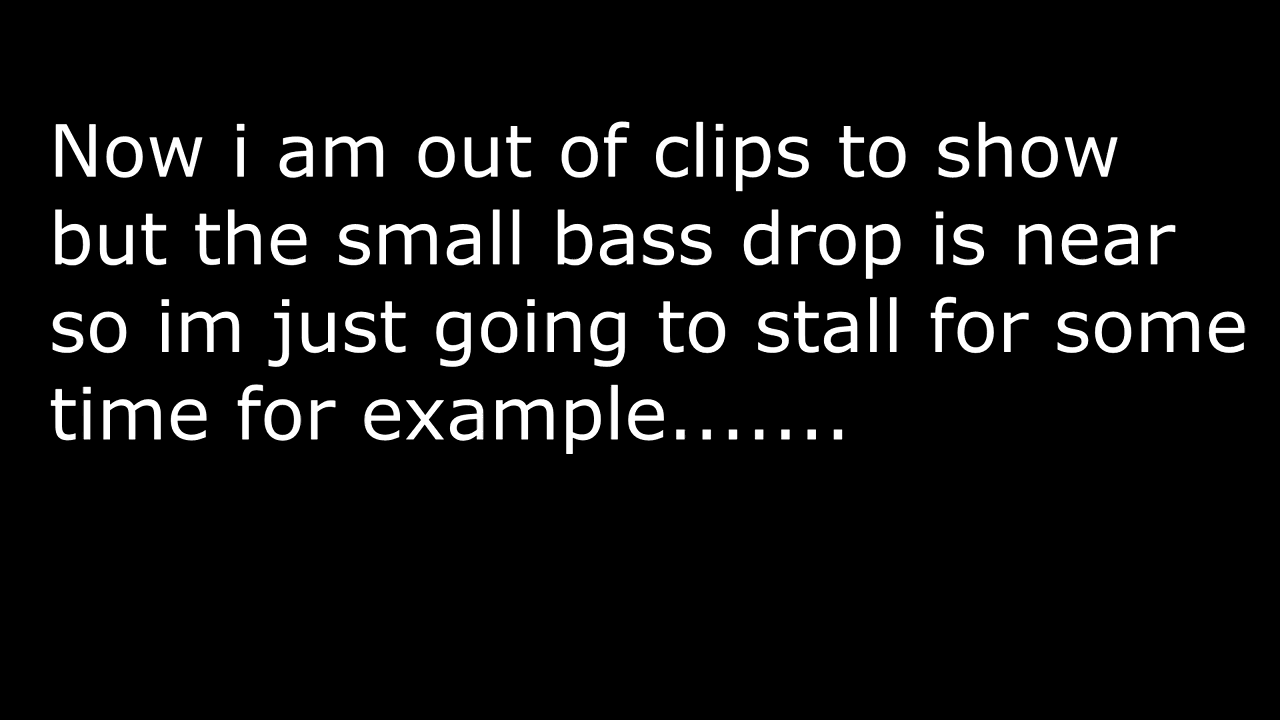 Now i am out of clips to show
but the small bass drop is near
so im just going to stall for some
time for example.......